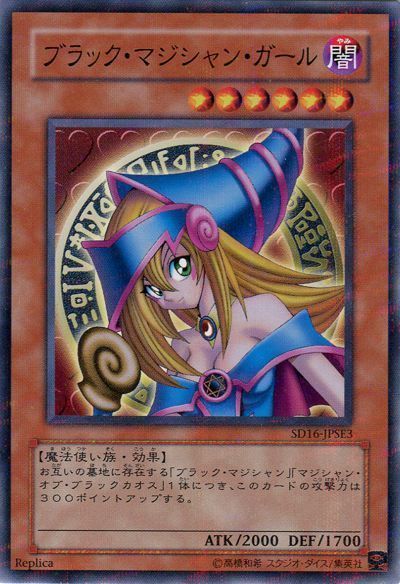 ブラック・マジシャン・ガール
闇
SD16-JPSE3
【魔法使い族・効果】
お互いの墓地に存在する「ブラック・マジシャン」「マジシャン・
オブ・ブラックカオス」１体につき、このカードの攻撃力は
３００ポイントアップする。
ATK/2000 DEF/1700
Replica
©高橋和希 スタジオ・ダイス/集英社